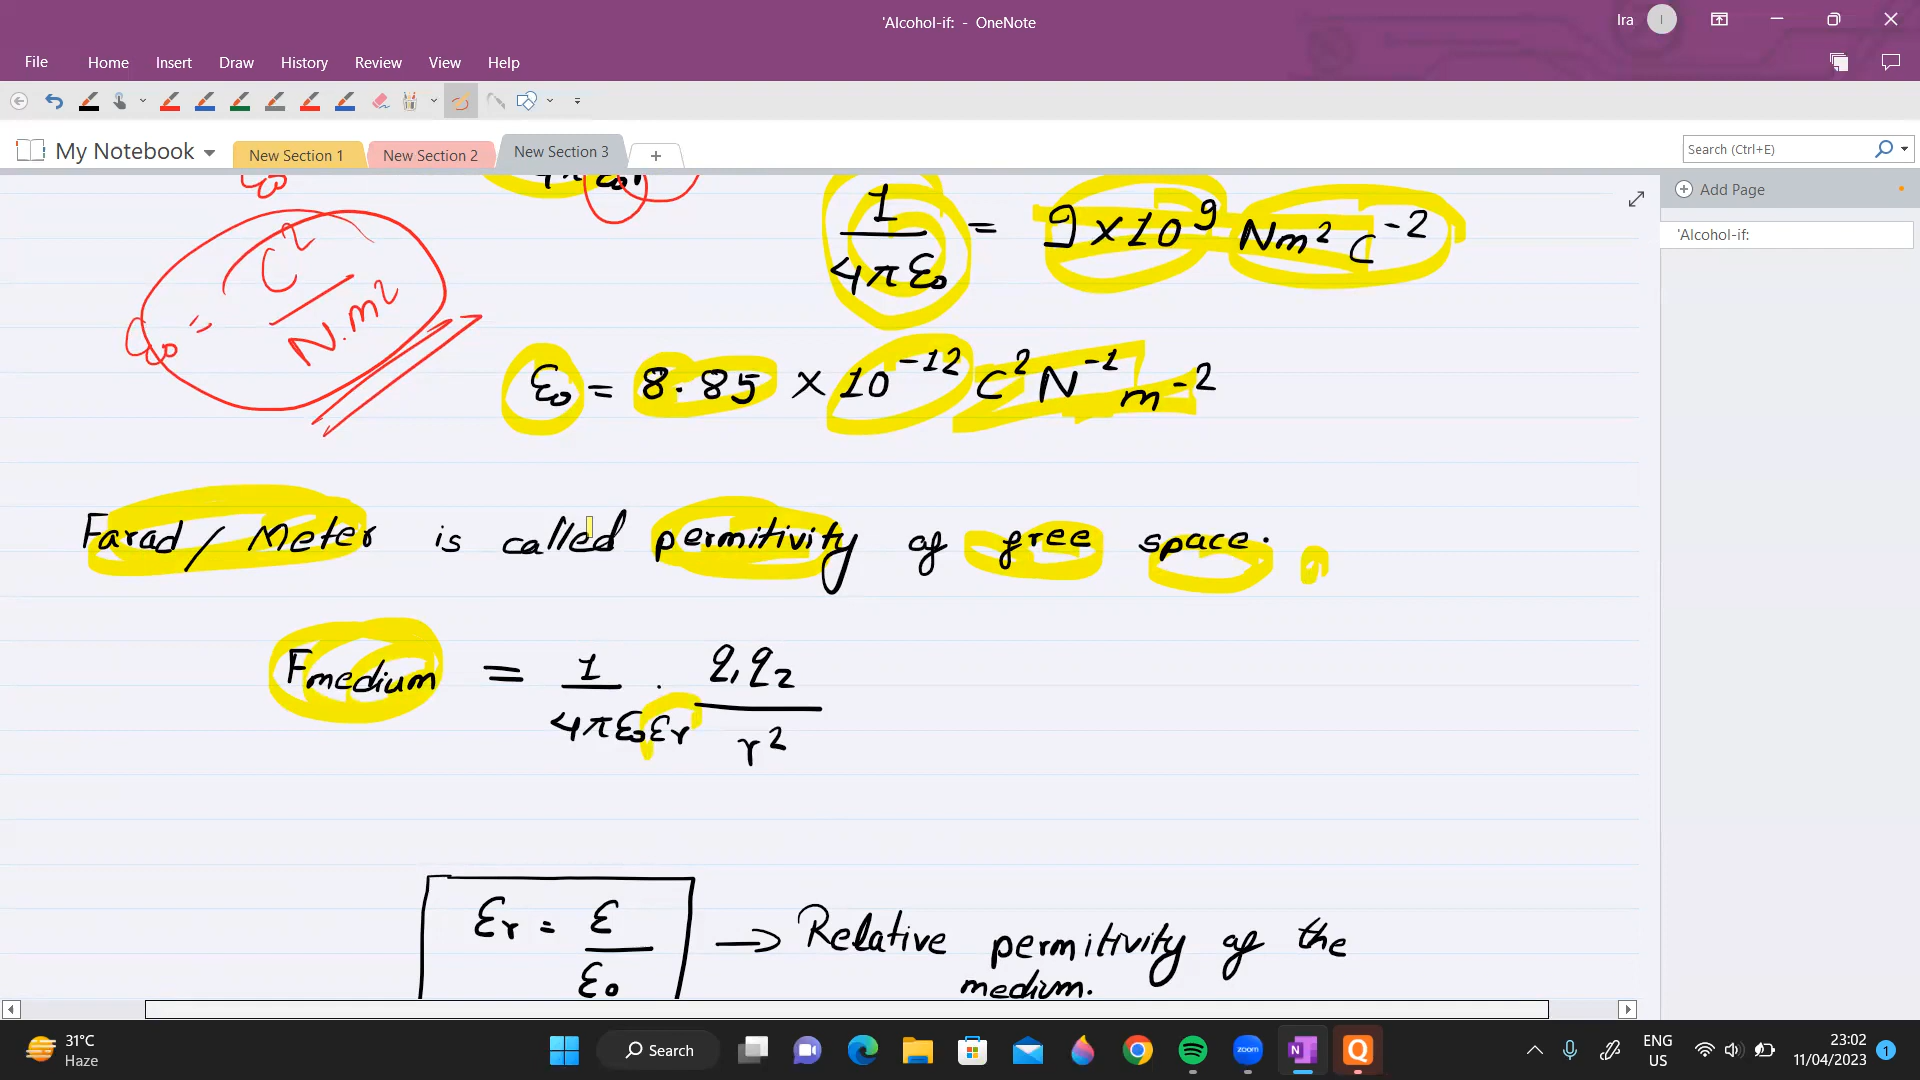 'Alcohol-if: - OneNote
Ira I
File Home Insert Draw History Review View Help
My Notebook New Section 1 New Section 2 New Section 3 +
Search (Ctrl+E)
Add Page
'Alcohol-if:
ε₀
4πε₀r
1/4πε₀ = 9×10⁹ Nm² C⁻²
ε₀ = C²/N.m²
ε₀ = 8.85 × 10⁻¹² C² N⁻¹ m⁻²
Farad / Meter is called permitivity of free space.
Fmedium = 1/4πε₀εr · q₁q₂/r²
εr = ε/ε₀ → Relative permitivity of the
medium.
31°C
Haze
Search
zoom
N
Q
ENG
US
23:02
11/04/2023
1